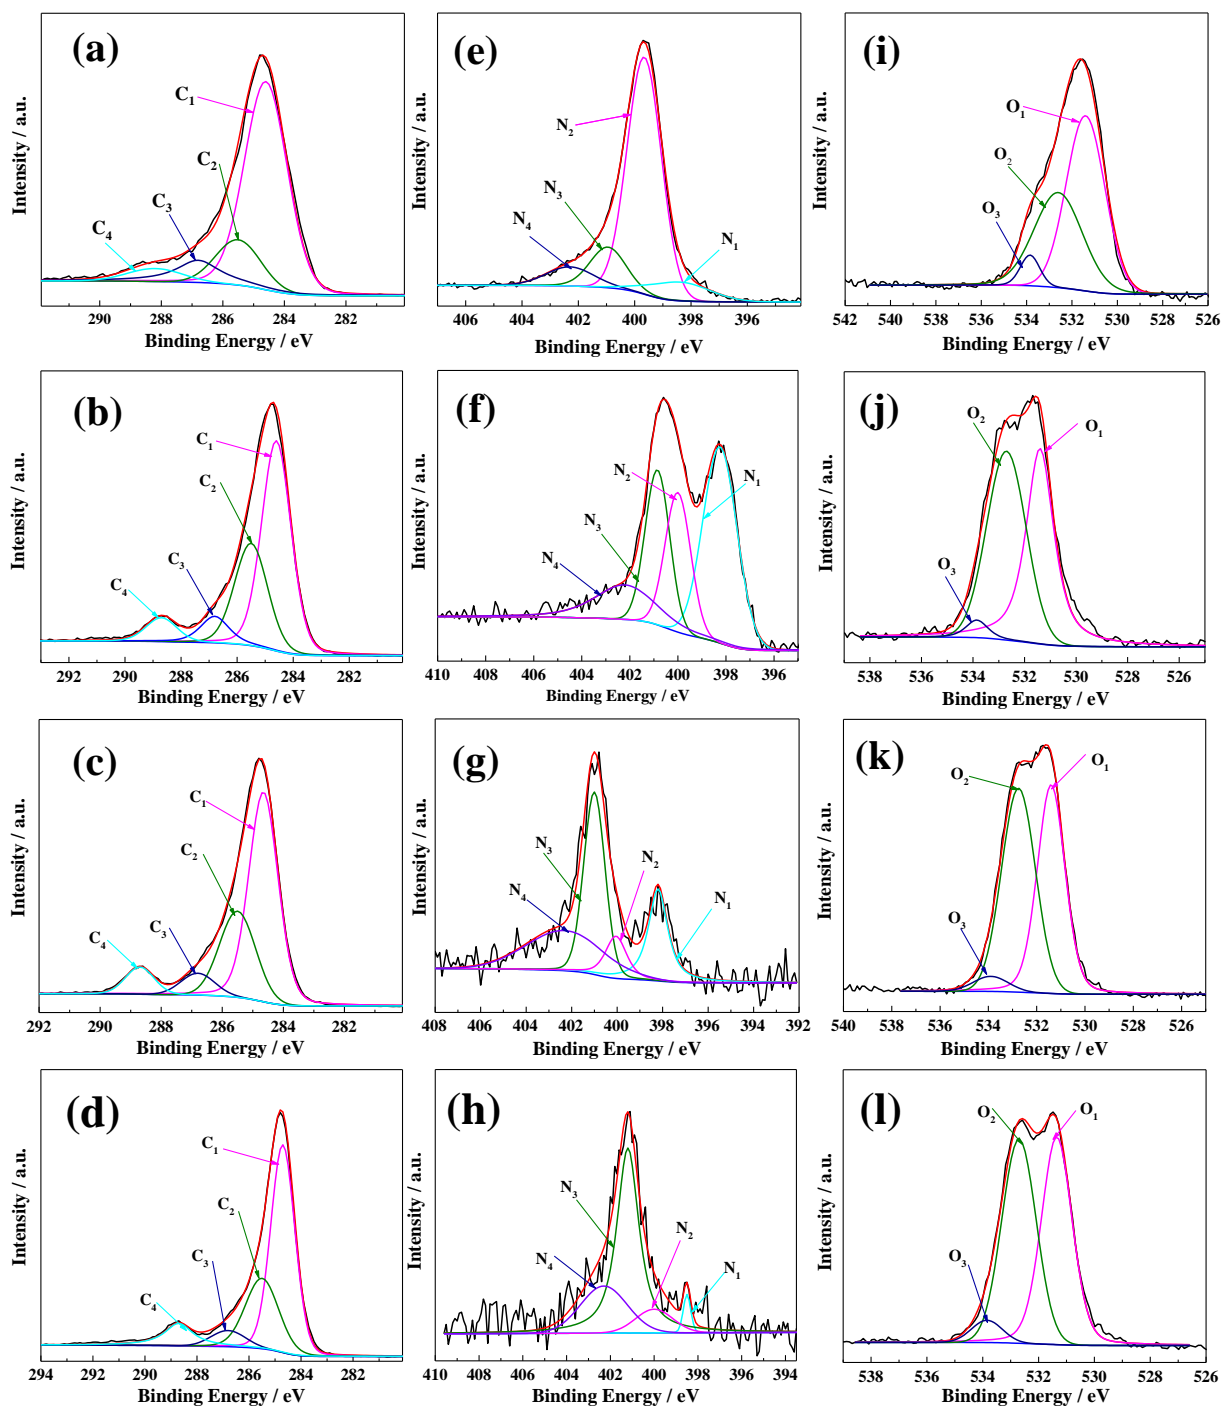 (a)
C1
C2
C3
C4
Intensity / a.u.
290 288 286 284 282
Binding Energy / eV
(e)
N2
N3
N4
N1
Intensity / a.u.
406 404 402 400 398 396
Binding Energy / eV
(i)
O1
O2
O3
Intensity / a.u.
542 540 538 536 534 532 530 528 526
Binding Energy / eV
(b)
C1
C2
C3
C4
Intensity / a.u.
292 290 288 286 284 282
Binding Energy / eV
(f)
N2
N1
N3
N4
Intensity / a.u.
410 408 406 404 402 400 398 396
Binding Energy / eV
(j)
O2
O1
O3
Intensity / a.u.
538 536 534 532 530 528 526
Binding Energy / eV
(c)
C1
C2
C3
C4
Intensity / a.u.
292 290 288 286 284 282
Binding Energy / eV
(g)
N3
N2
N4
N1
Intensity / a.u.
408 406 404 402 400 398 396 394 392
Binding Energy / eV
(k)
O1
O2
O3
Intensity / a.u.
540 538 536 534 532 530 528 526
Binding Energy / eV
(d)
C1
C2
C3
C4
Intensity / a.u.
294 292 290 288 286 284 282
Binding Energy / eV
(h)
N3
N2
N4
N1
Intensity / a.u.
410 408 406 404 402 400 398 396 394
Binding Energy / eV
(l)
O2
O1
O3
Intensity / a.u.
538 536 534 532 530 528 526
Binding Energy / eV